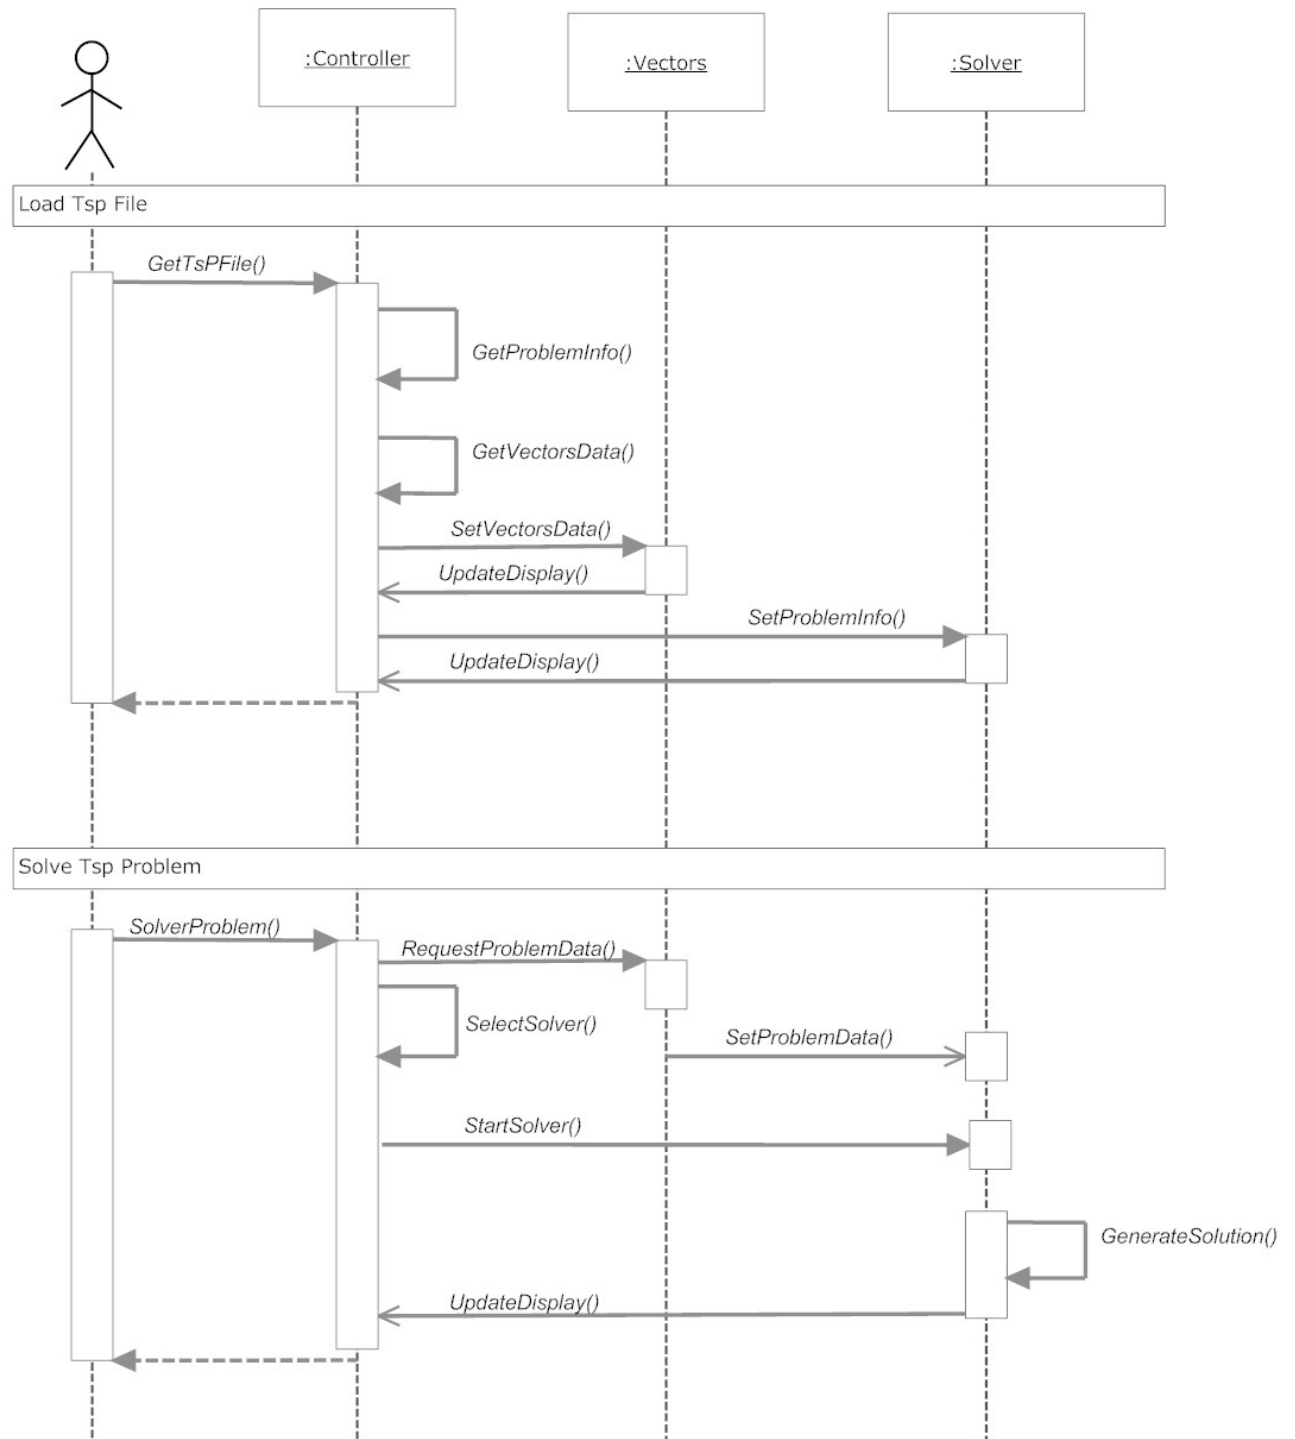 :Controller
:Vectors
:Solver
Load Tsp File
GetTsPFile()
GetProblemInfo()
GetVectorsData()
SetVectorsData()
UpdateDisplay()
SetProblemInfo()
UpdateDisplay()
Solve Tsp Problem
SolverProblem()
RequestProblemData()
SelectSolver()
SetProblemData()
StartSolver()
GenerateSolution()
UpdateDisplay()